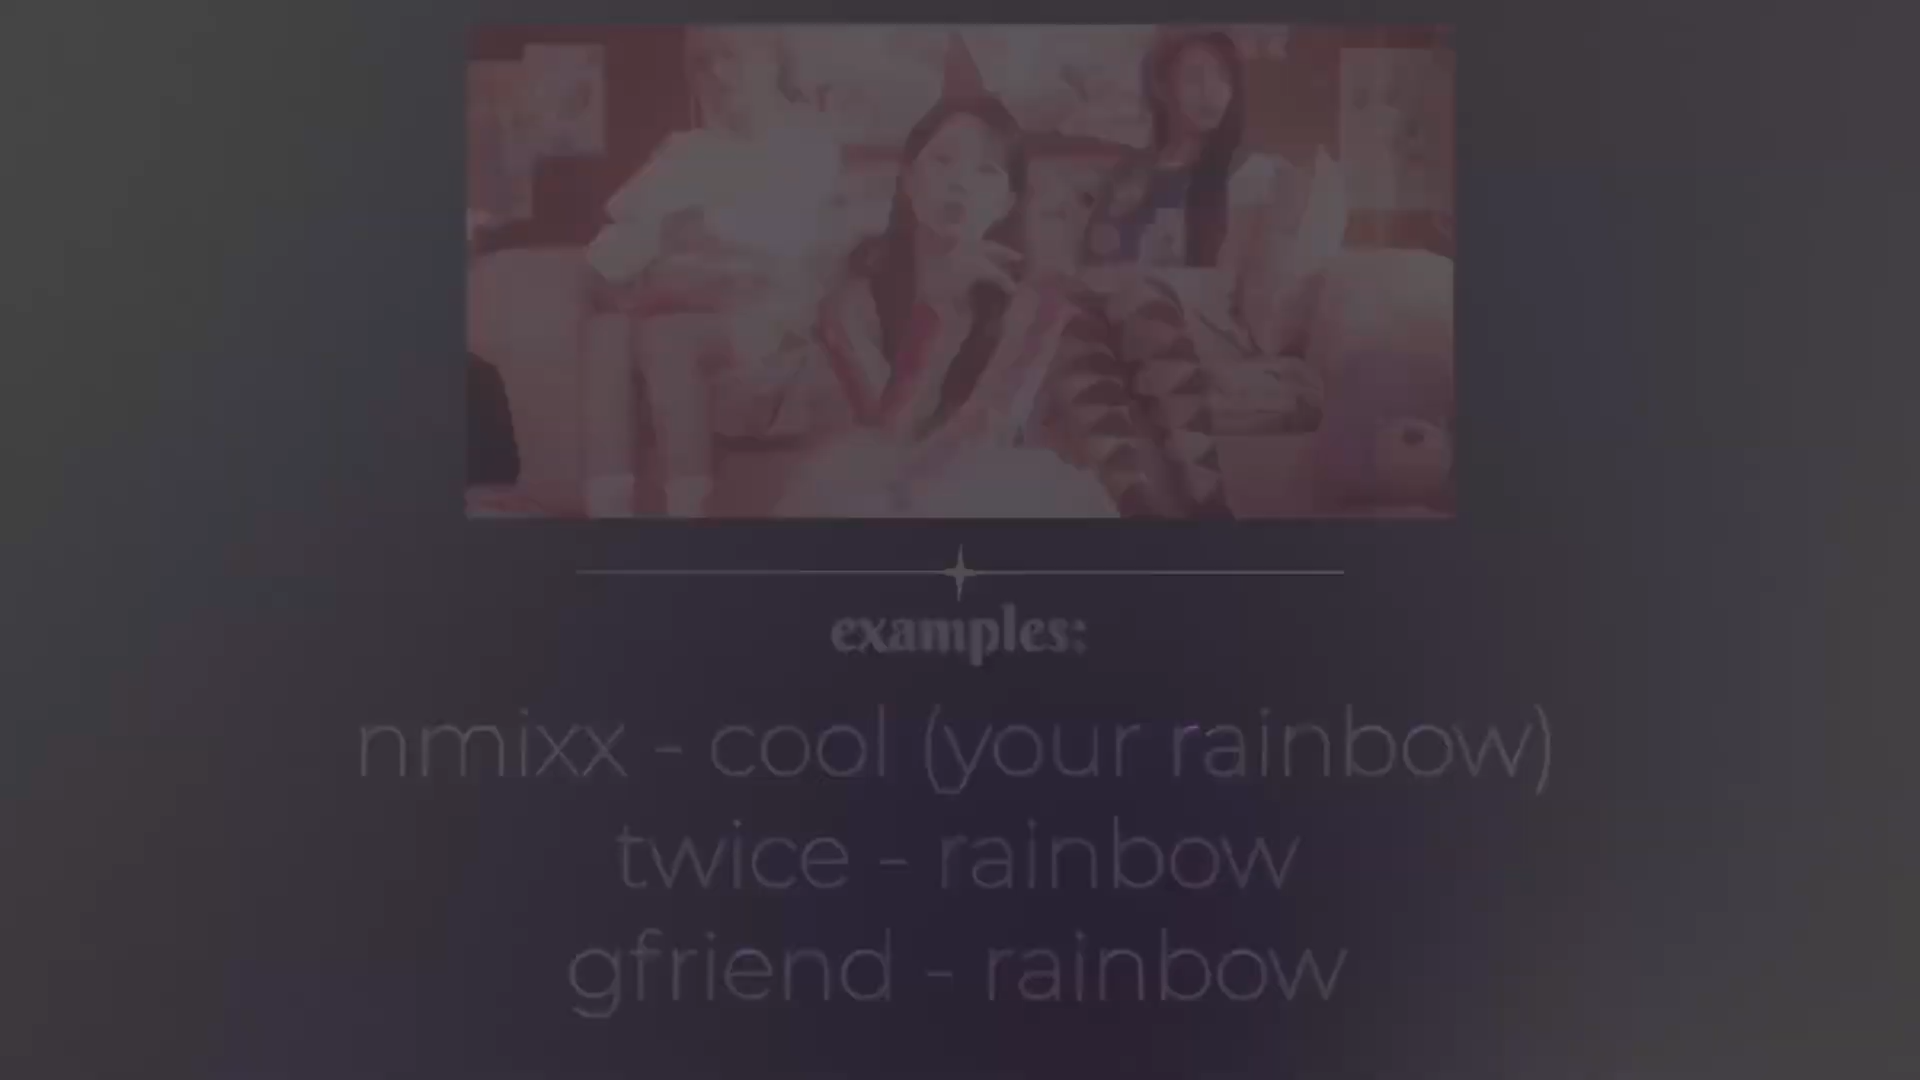 examples:
nmixx - cool (your rainbow)
twice - rainbow
gfriend - rainbow